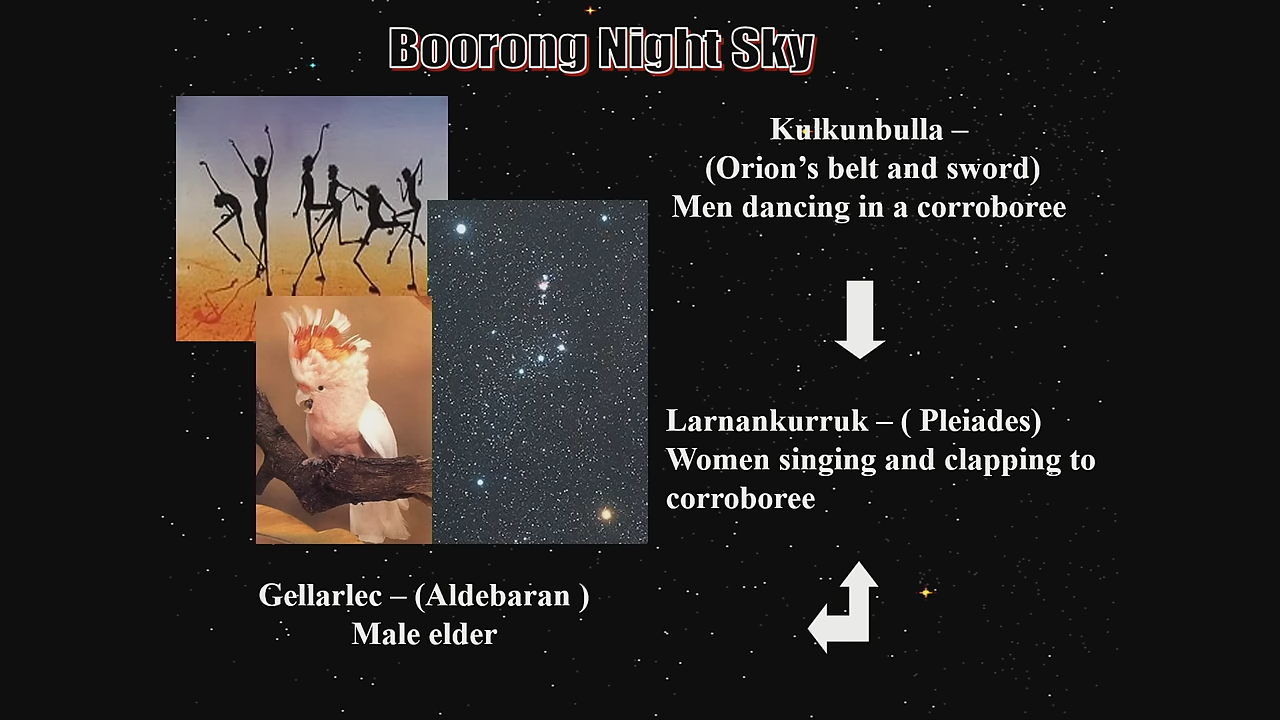 Boorong Night Sky
Kulkunbulla –
(Orion's belt and sword)
Men dancing in a corroboree
Larnankurruk – ( Pleiades)
Women singing and clapping to
corroboree
Gellarlec – (Aldebaran )
Male elder